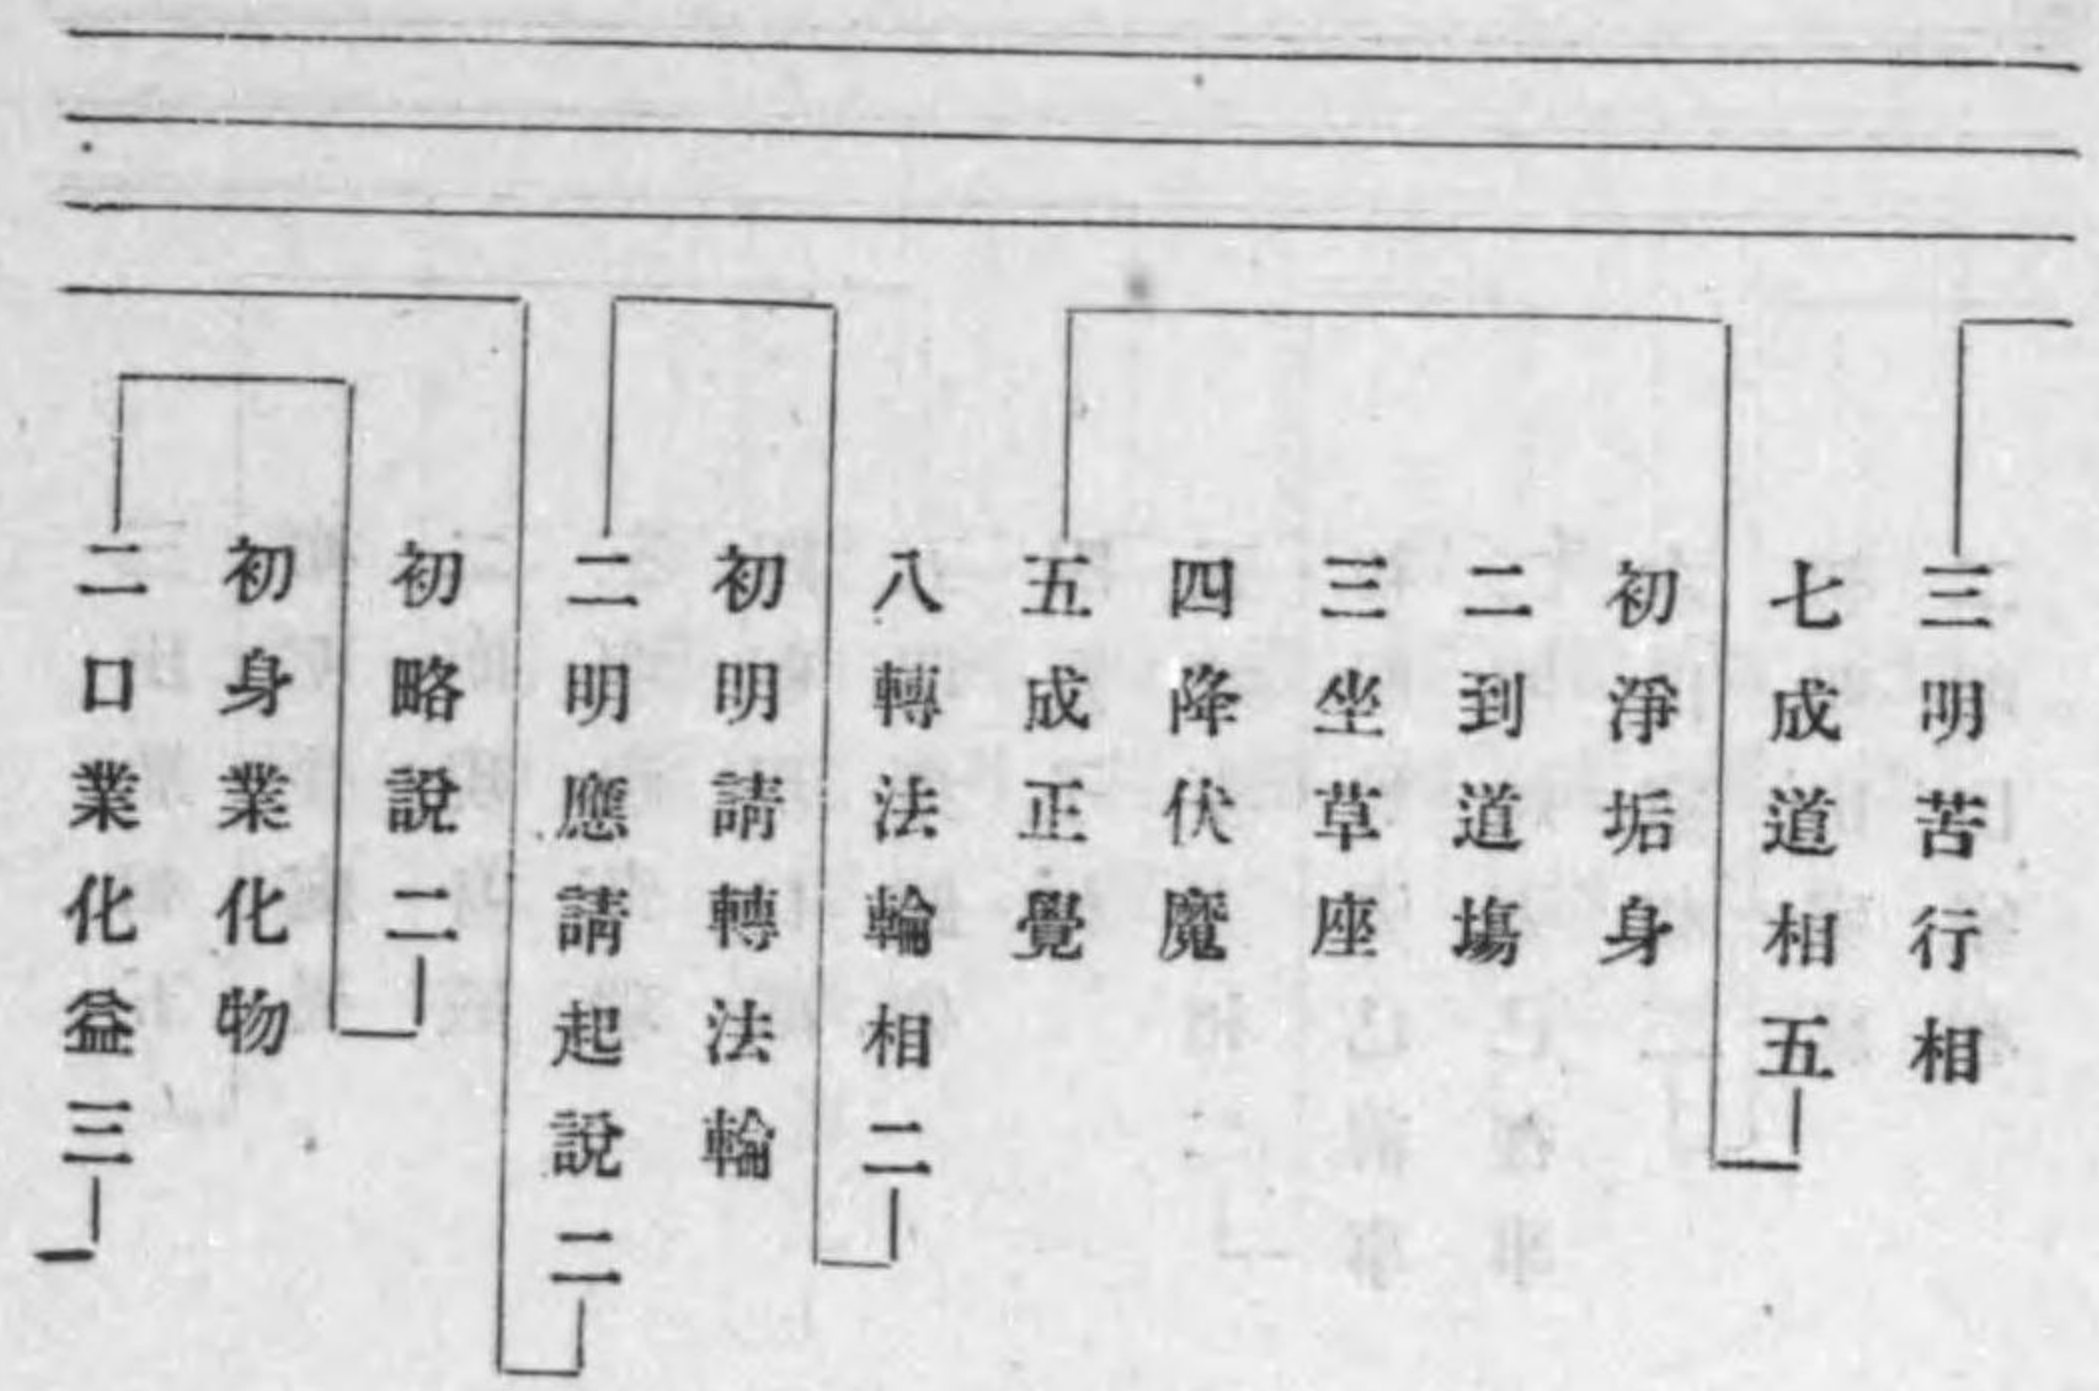 三明苦行相
七成道相五
初淨垢身
二到道塲
三坐草座
四降伏魔
五成正覺
八轉法輪相二
初明請轉法輪
二明應請起說二
初略說二
初身業化物
二口業化益三